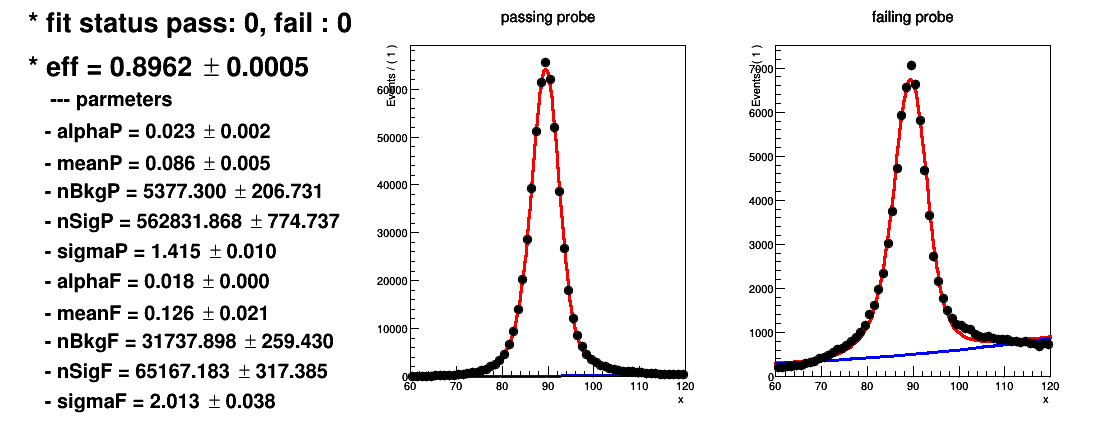 * fit status pass: 0, fail : 0
* eff = 0.8962 ± 0.0005
--- parmeters
- alphaP = 0.023 ± 0.002
- meanP = 0.086 ± 0.005
- nBkgP = 5377.300 ± 206.731
- nSigP = 562831.868 ± 774.737
- sigmaP = 1.415 ± 0.010
- alphaF = 0.018 ± 0.000
- meanF = 0.126 ± 0.021
- nBkgF = 31737.898 ± 259.430
- nSigF = 65167.183 ± 317.385
- sigmaF = 2.013 ± 0.038
passing probe
Events / ( 1 )
60000
50000
40000
30000
20000
10000
0
60 70 80 90 100 110 120
x
failing probe
Events / ( 1 )
7000
6000
5000
4000
3000
2000
1000
0
60 70 80 90 100 110 120
x